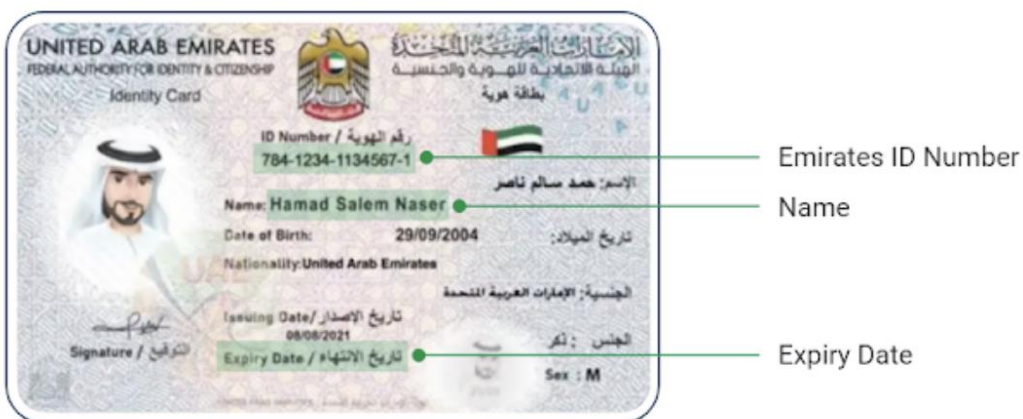 UNITED ARAB EMIRATES
الإمارات العربية المتحدة
FEDERAL AUTHORITY FOR IDENTITY & CITIZENSHIP
الهيئة الاتحادية للهوية والجنسية
Identity Card
بطاقة هوية
ID Number / رقم الهوية
784-1234-1134567-1
Emirates ID Number
الإسم: حمد سالم ناصر
Name: Hamad Salem Naser
Name
Date of Birth: 29/09/2004 تاريخ الميلاد:
Nationality: United Arab Emirates
UAE
الجنسية: الإمارات العربية المتحدة
Issuing Date/ تاريخ الإصدار
08/08/2021
الجنس : ذكر
Signature / التوقيع
Expiry Date / تاريخ الانتهاء
Expiry Date
Sex : M